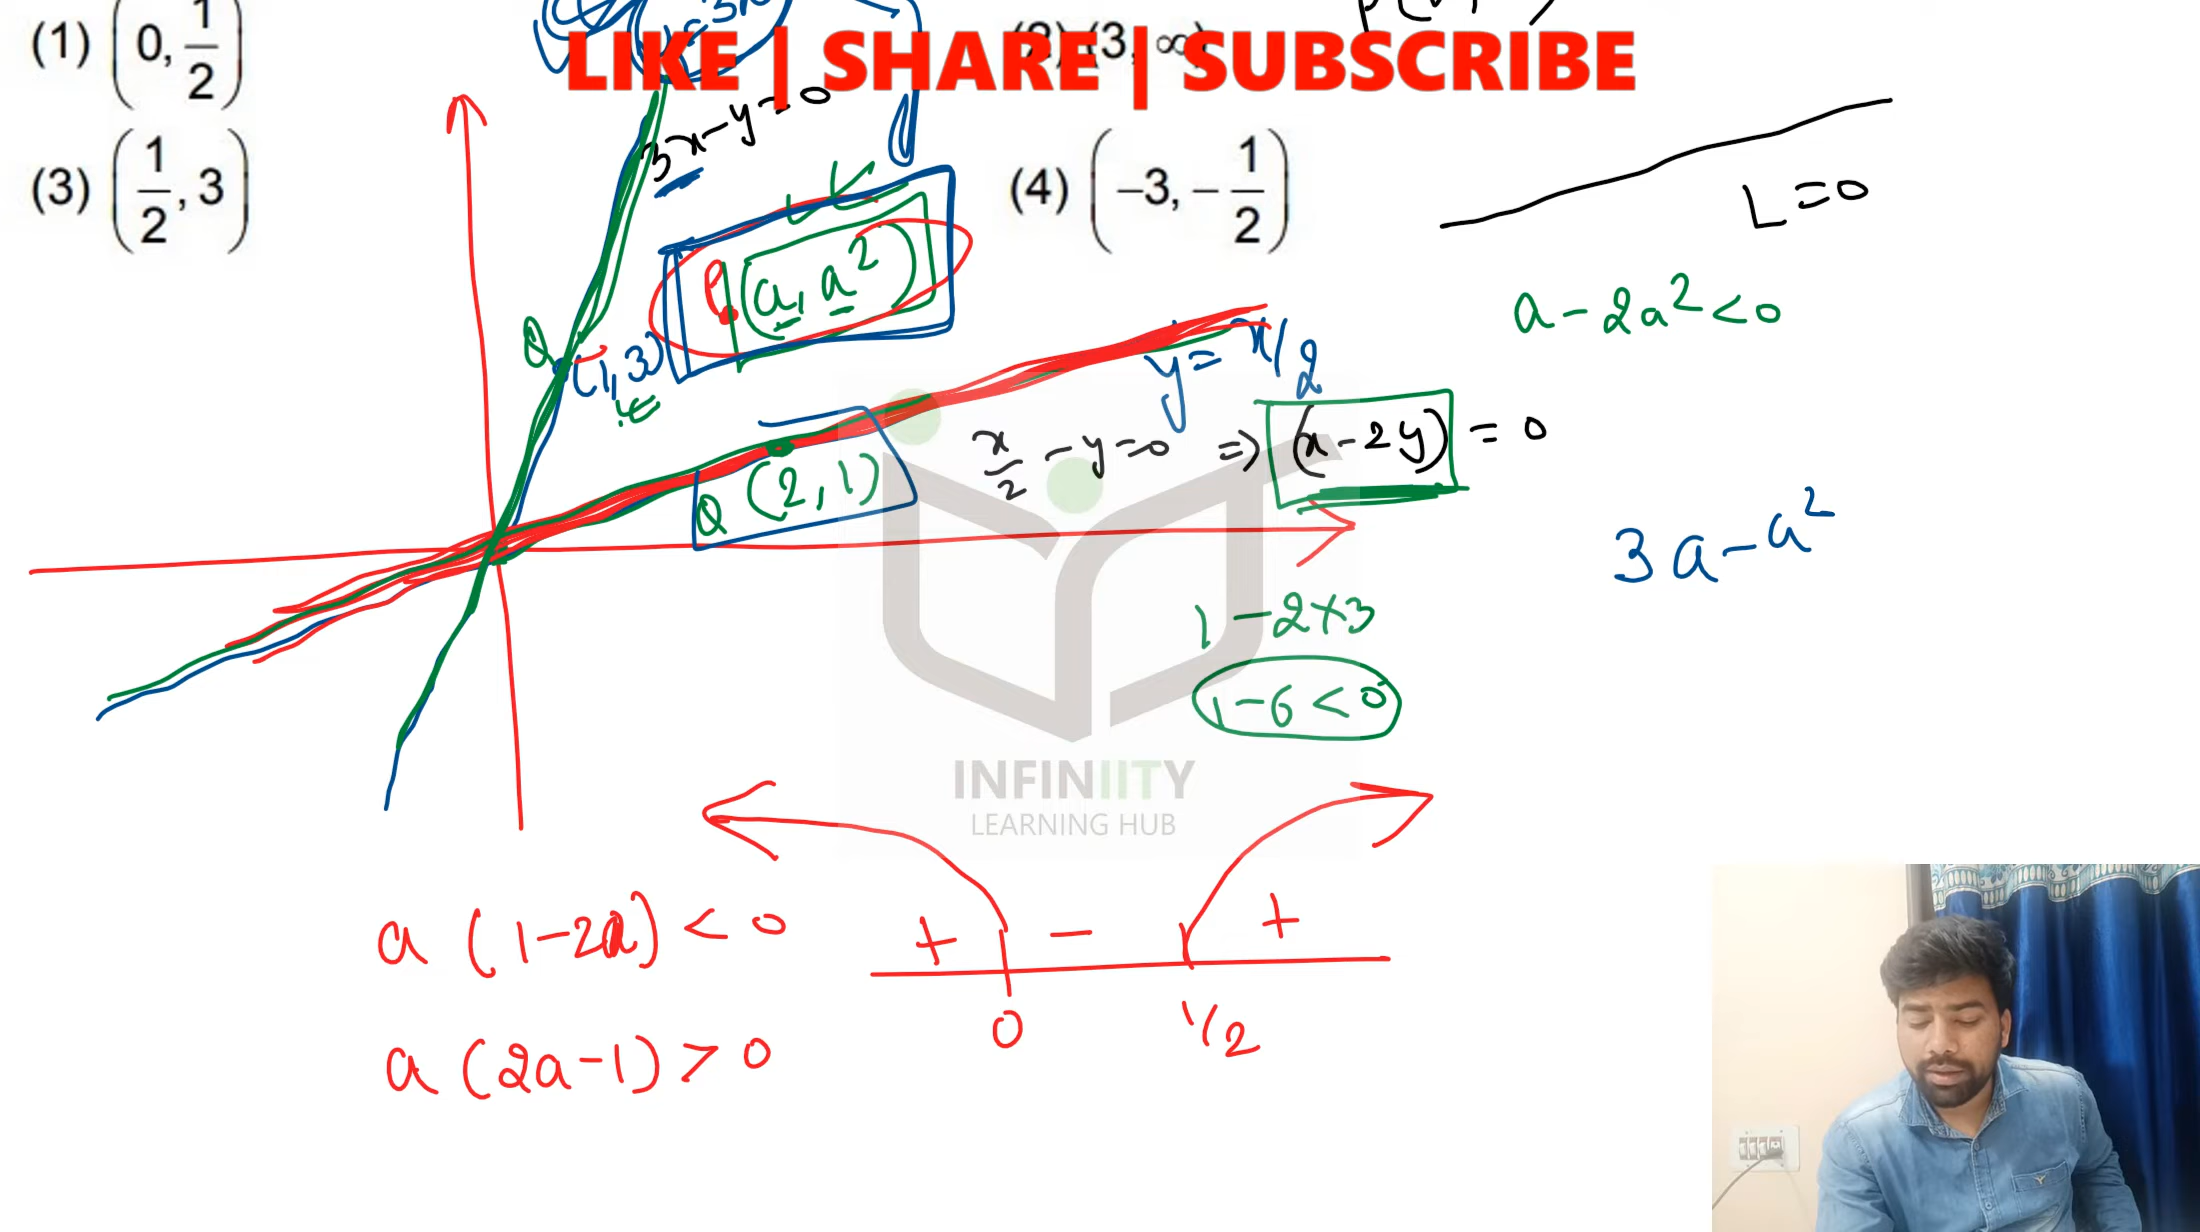 (1) (0, 1/2)
(2) (3, ∞)
LIKE | SHARE | SUBSCRIBE
3x-y=0
(3) (1/2, 3)
(4) (-3, -1/2)
L=0
P (a, a²)
a-2a²<0
Q (1,3)
y= x/2
x/2 -y=0 => (x-2y) = 0
Q (2,1)
3a-a²
1-2×3
1-6<0
INFINIITY
LEARNING HUB
a (1-2a) < 0
+ - +
0 1/2
a (2a-1) > 0